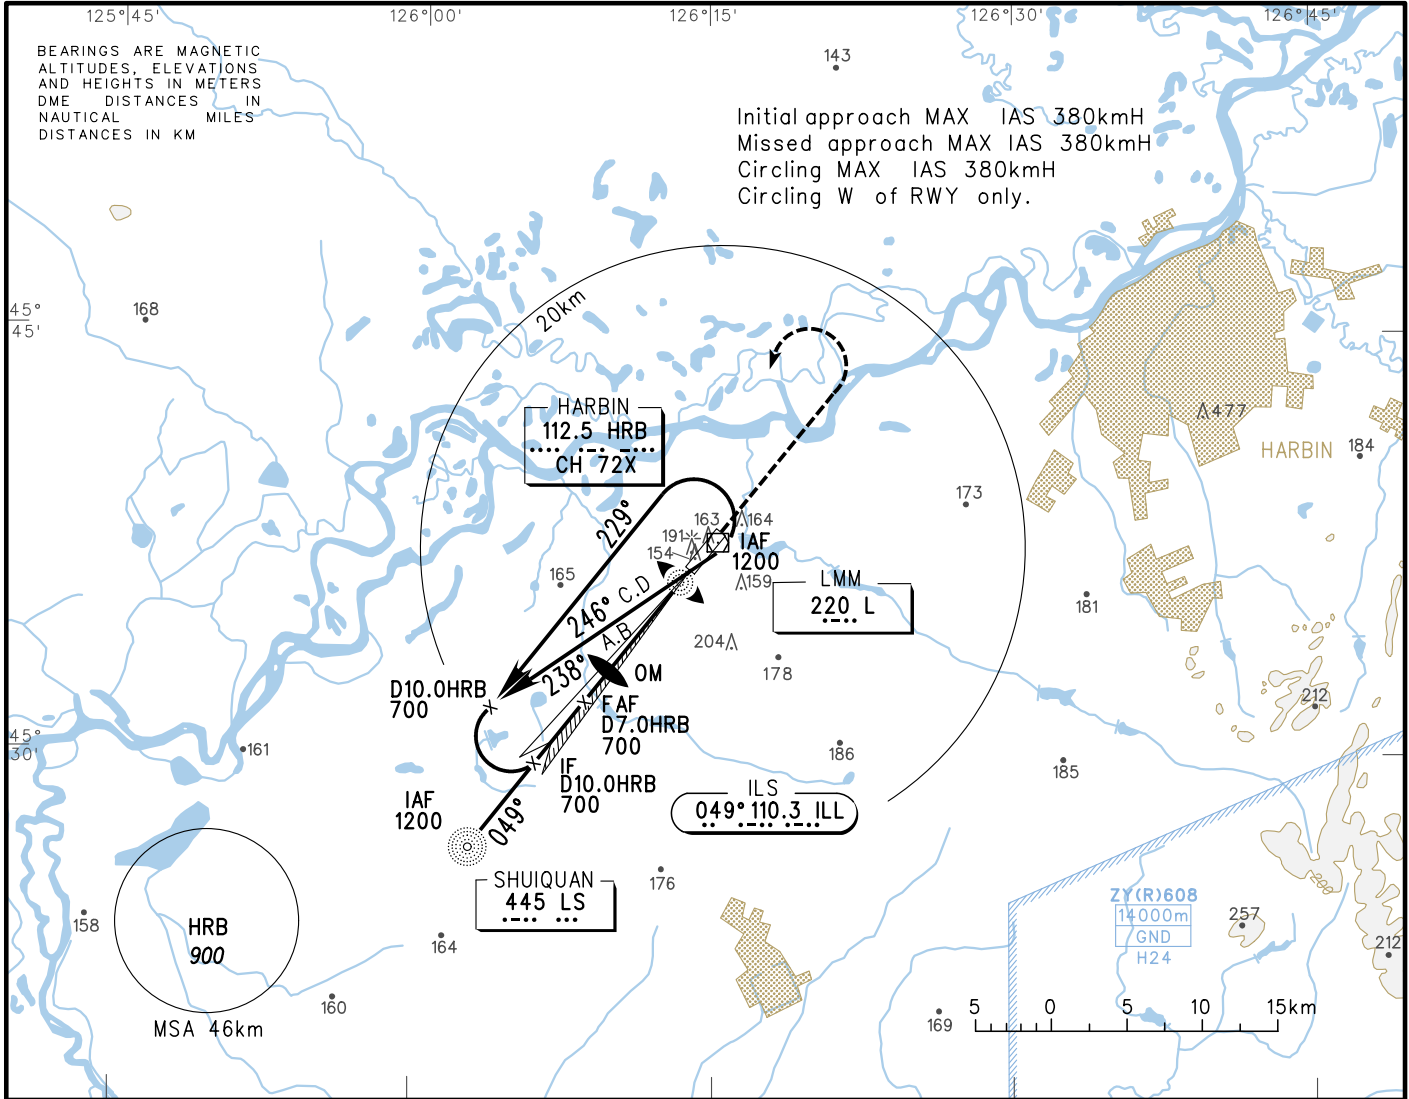 125°45'
126°00'
126°15'
126°30'
126°45'
BEARINGS ARE MAGNETIC
ALTITUDES, ELEVATIONS
AND HEIGHTS IN METERS
DME DISTANCES IN
NAUTICAL MILES
DISTANCES IN KM
143
Initial approach MAX IAS 380kmH
Missed approach MAX IAS 380kmH
Circling MAX IAS 380kmH
Circling W of RWY only.
168
45°
45'
20km
HARBIN
112.5 HRB
CH 72X
477
HARBIN
184
173
229°
163
164
191
154
IAF
1200
165
159
LMM
220 L
181
246° C.D
238° A.B
204
178
OM
D10.0HRB
700
FAF
D7.0HRB
700
212
45°
30'
161
186
185
IF
D10.0HRB
700
IAF
1200
049°
ILS
049° 110.3 ILL
SHUIQUAN
445 LS
176
158
HRB
900
164
ZY(R)608
14000m
GND
H24
257
212
160
MSA 46km
169
5 0 5 10 15km